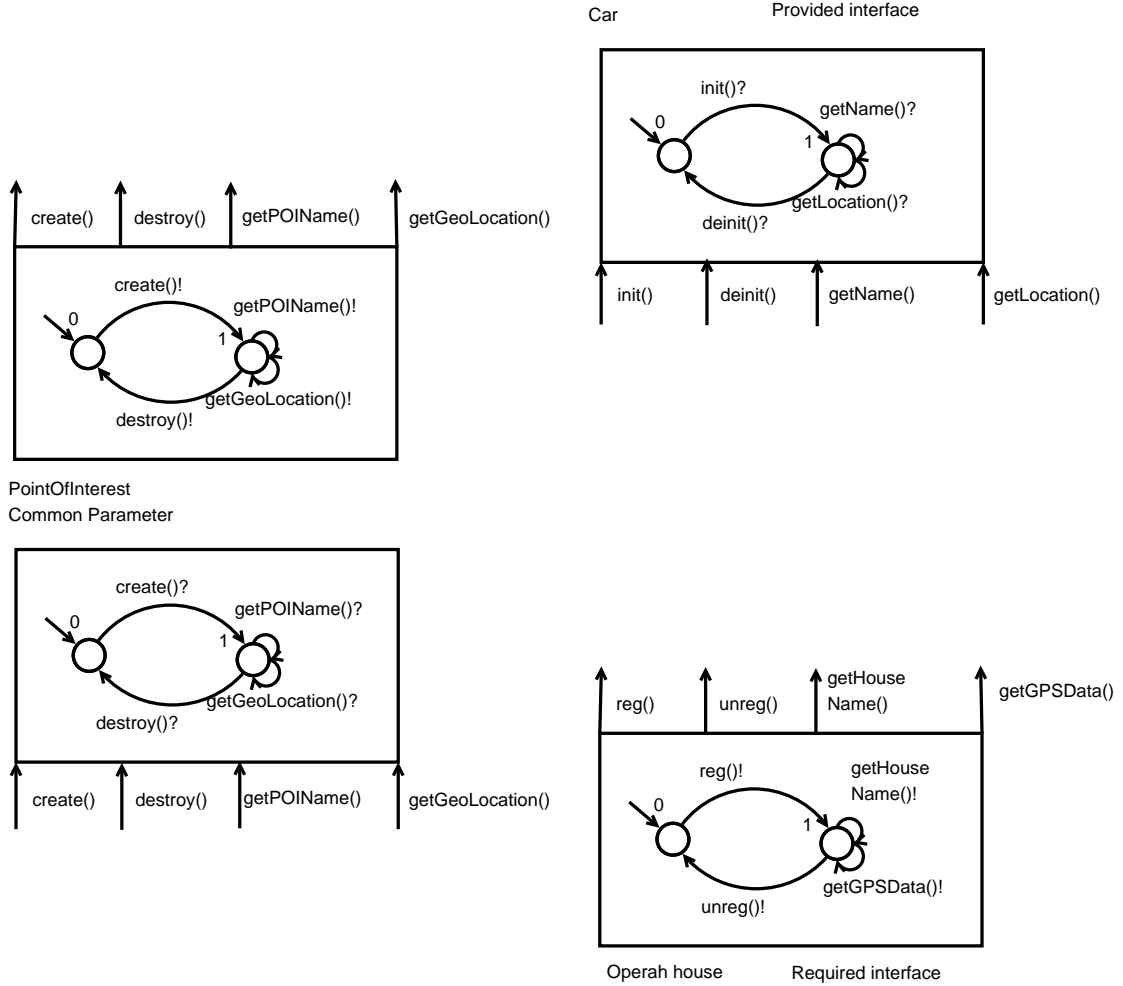 Car
Provided interface
init()?
getName()?
0
1
getLocation()?
deinit()?
init()
deinit()
getName()
getLocation()
create()
destroy()
getPOIName()
getGeoLocation()
create()!
getPOIName()!
0
1
getGeoLocation()!
destroy()!
PointOfInterest
Common Parameter
create()?
getPOIName()?
0
1
getGeoLocation()?
destroy()?
create()
destroy()
getPOIName()
getGeoLocation()
reg()
unreg()
getHouse
Name()
getGPSData()
reg()!
getHouse
Name()!
0
1
getGPSData()!
unreg()!
Operah house
Required interface